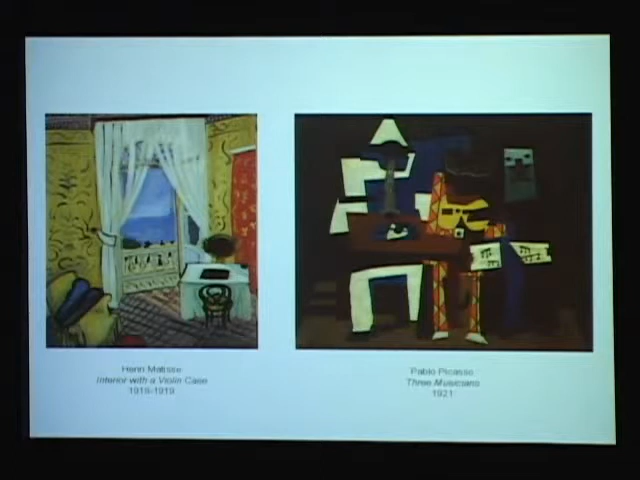 Henri Matisse
Interior with a Violin Case
1918-1919
Pablo Picasso
Three Musicians
1921